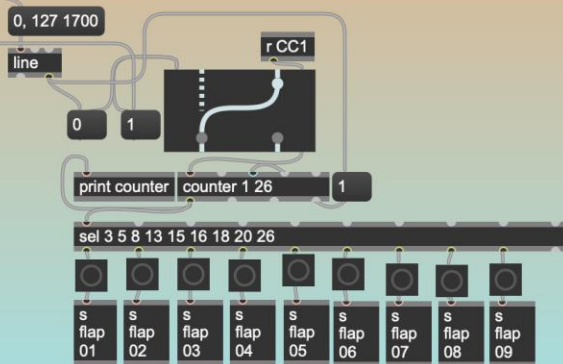 0, 127 1700
line
r CC1
0
1
print counter
counter 1 26
1
sel 3 5 8 13 15 16 18 20 26
s
flap
01
s
flap
02
s
flap
03
s
flap
04
s
flap
05
s
flap
06
s
flap
07
s
flap
08
s
flap
09